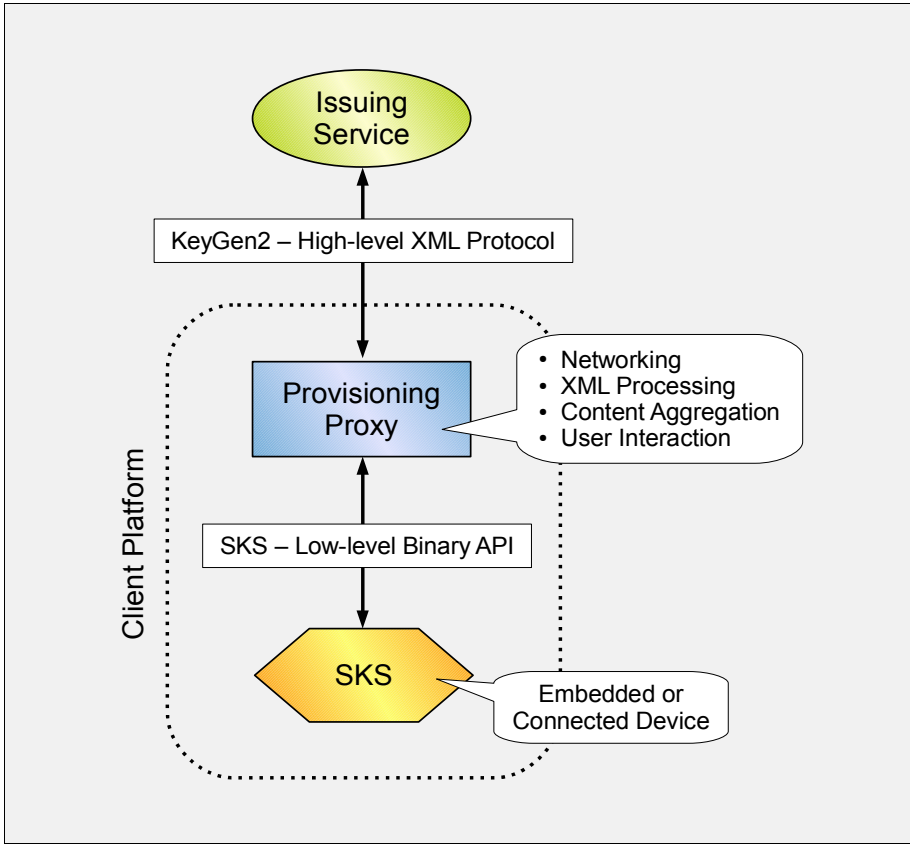 Issuing
Service
KeyGen2 – High-level XML Protocol
Provisioning
Proxy
• Networking
• XML Processing
• Content Aggregation
• User Interaction
Client Platform
SKS – Low-level Binary API
SKS
Embedded or
Connected Device